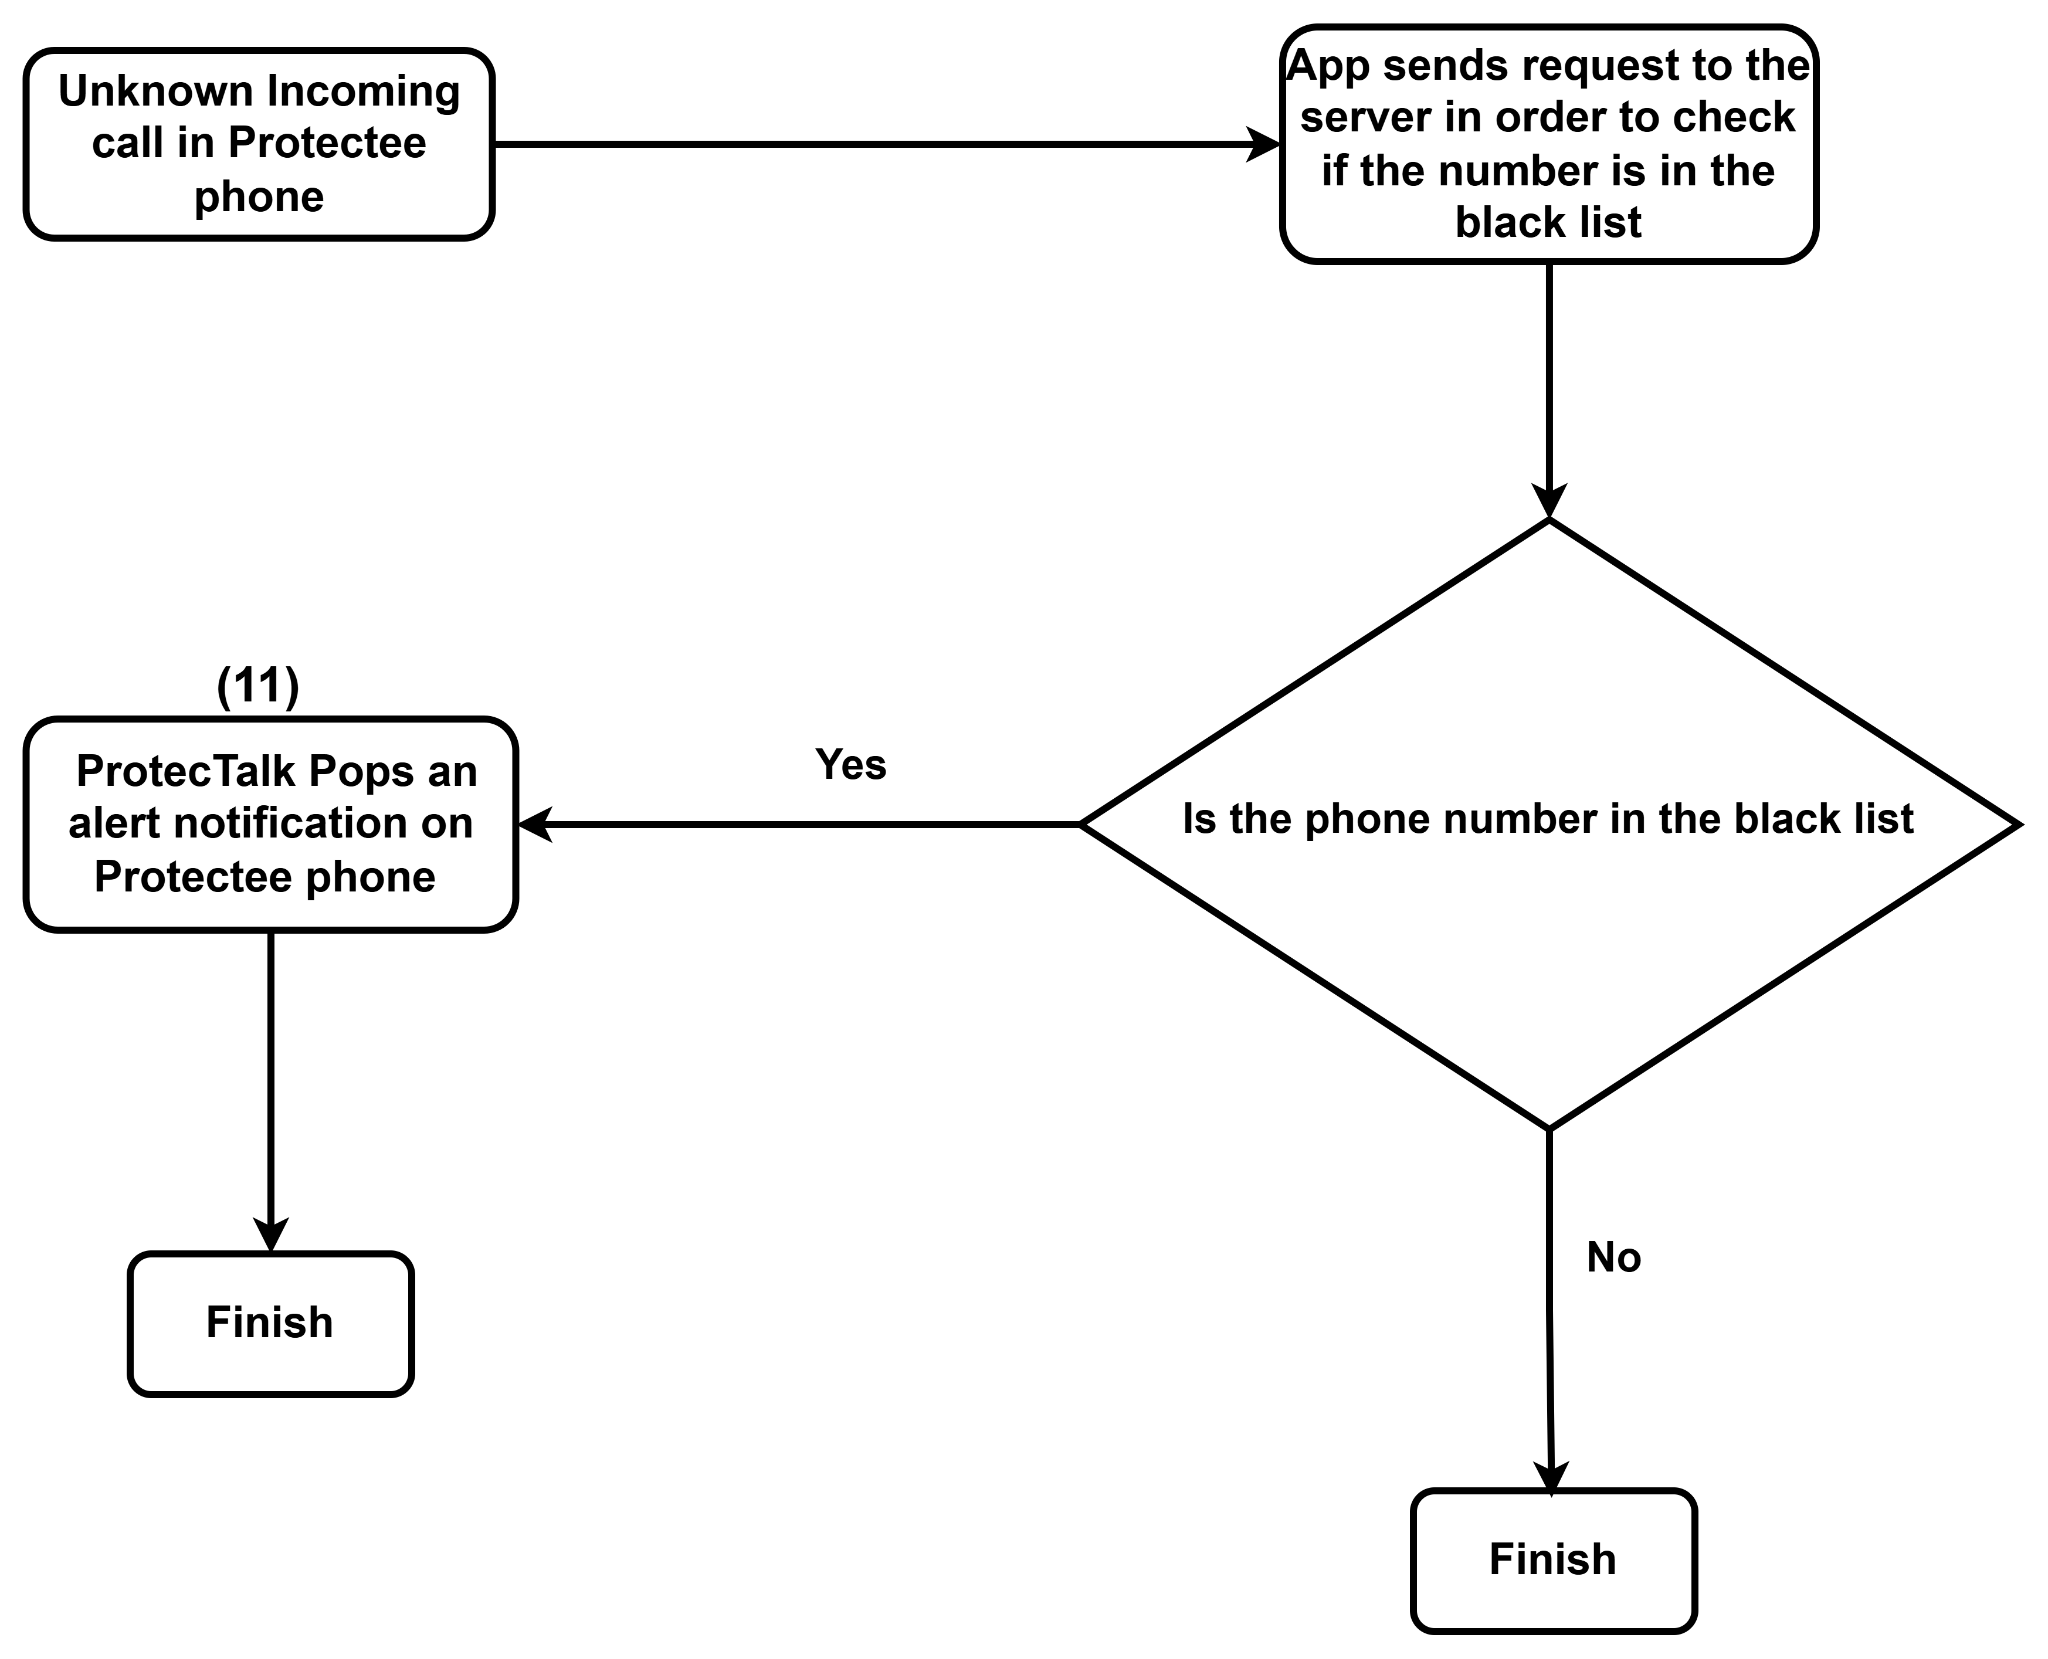 Unknown Incoming
call in Protectee
phone
App sends request to the
server in order to check
if the number is in the
black list
Is the phone number in the black list
Yes
(11)
ProtecTalk Pops an
alert notification on
Protectee phone
Finish
No
Finish